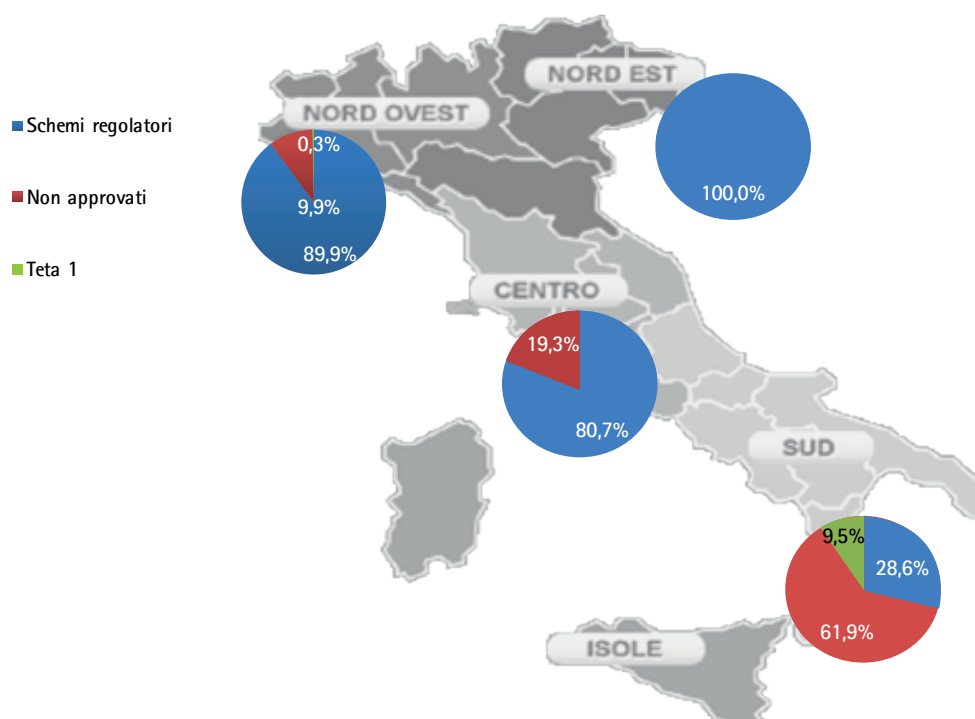 Schemi regolatori
Non approvati
Teta 1
NORD OVEST
0,3%
9,9%
89,9%
NORD EST
100,0%
CENTRO
19,3%
80,7%
SUD
9,5%
28,6%
61,9%
ISOLE